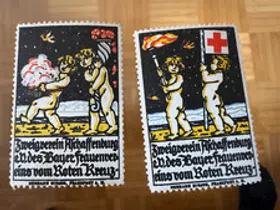 Zweigverein Aschaffenburg
e.V. des Bayer. Frauenver-
eins vom Roten Kreuz
Zweigverein Aschaffenburg
e.V. des Bayer. Frauenver-
eins vom Roten Kreuz